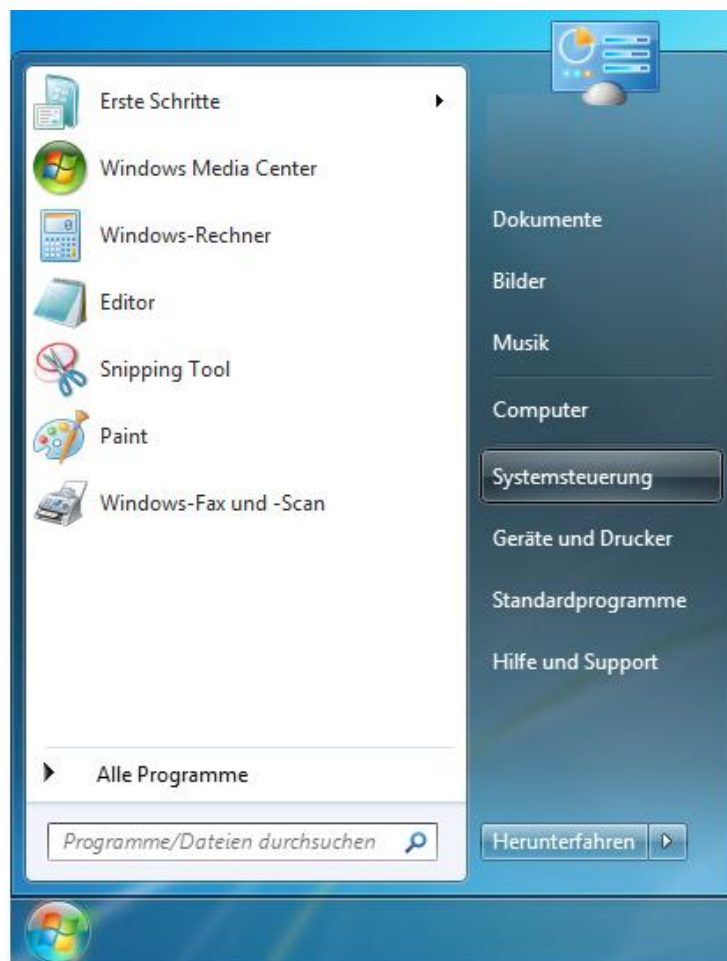 Erste Schritte
Windows Media Center
Windows-Rechner
Editor
Snipping Tool
Paint
Windows-Fax und -Scan
Alle Programme
Programme/Dateien durchsuchen
Dokumente
Bilder
Musik
Computer
Systemsteuerung
Geräte und Drucker
Standardprogramme
Hilfe und Support
Herunterfahren